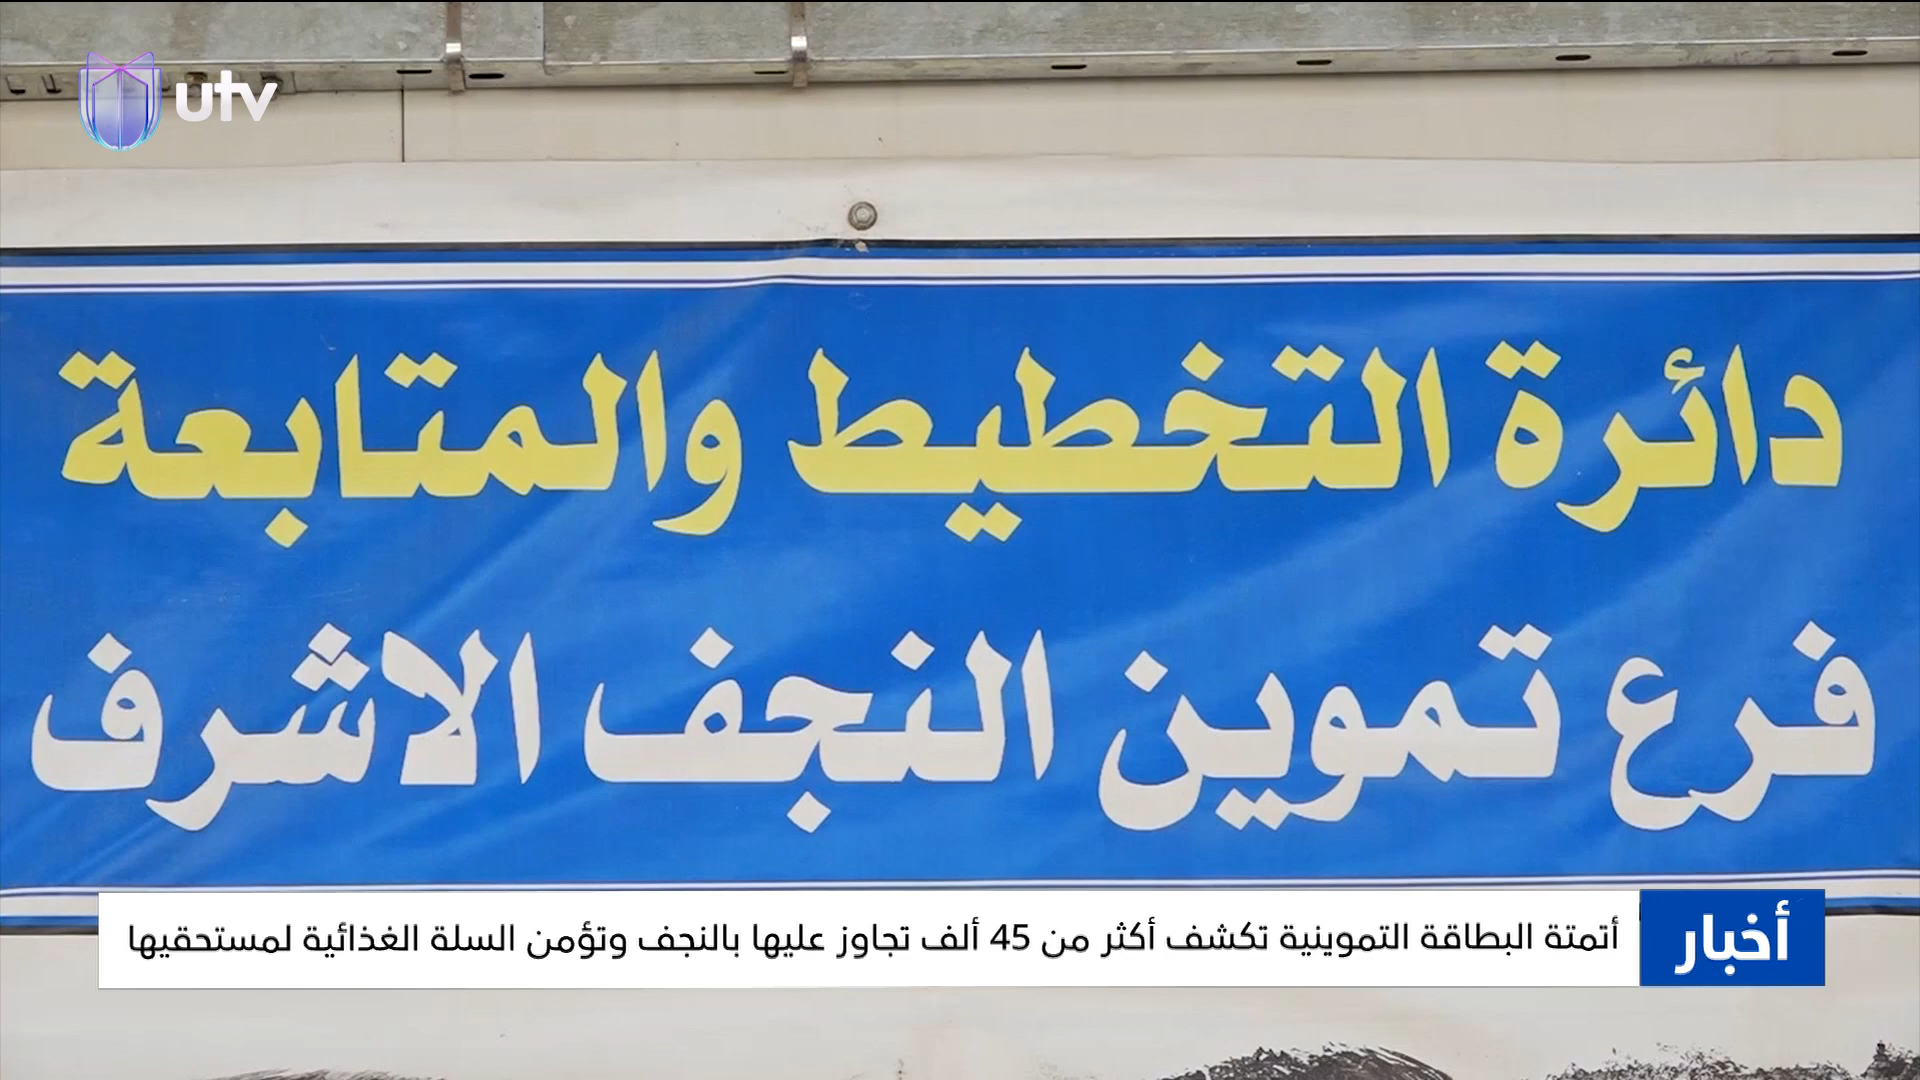 utv
دائرة التخطيط والمتابعة
فرع تموين النجف الاشرف
أخبار
أتمتة البطاقة التموينية تكشف أكثر من 45 ألف تجاوز عليها بالنجف وتؤمن السلة الغذائية لمستحقيها